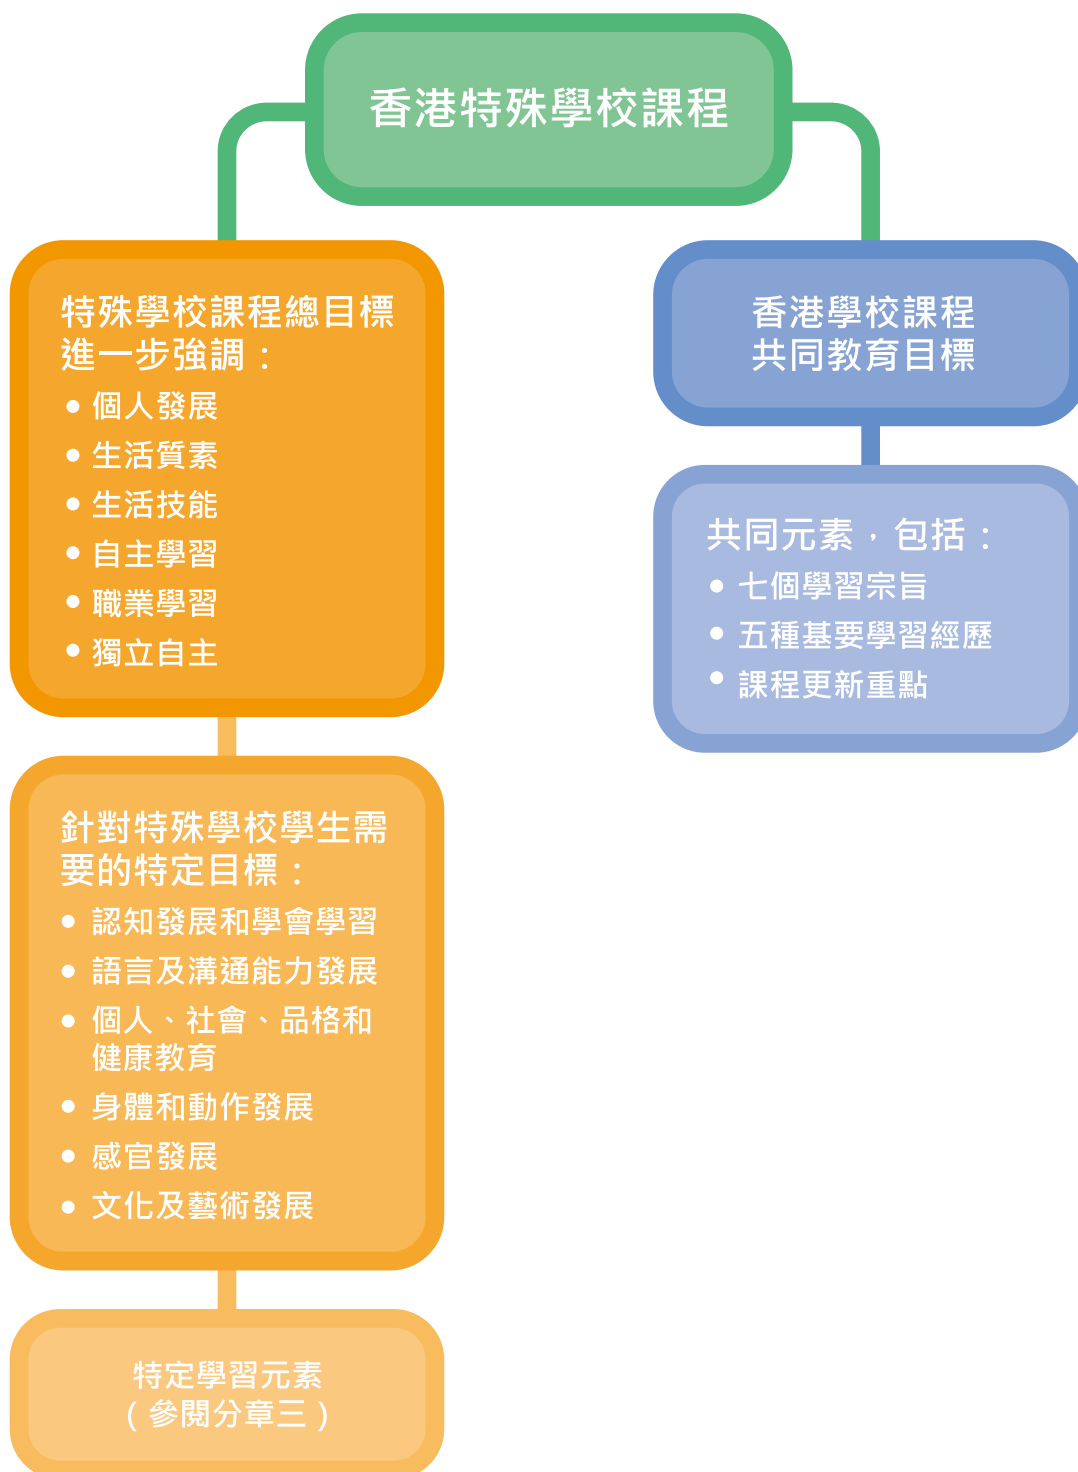 香港特殊學校課程
特殊學校課程總目標
進一步強調：
• 個人發展
• 生活質素
• 生活技能
• 自主學習
• 職業學習
• 獨立自主
針對特殊學校學生需
要的特定目標：
• 認知發展和學會學習
• 語言及溝通能力發展
• 個人、社會、品格和
健康教育
• 身體和動作發展
• 感官發展
• 文化及藝術發展
特定學習元素
（參閱分章三）
香港學校課程
共同教育目標
共同元素，包括：
• 七個學習宗旨
• 五種基要學習經歷
• 課程更新重點